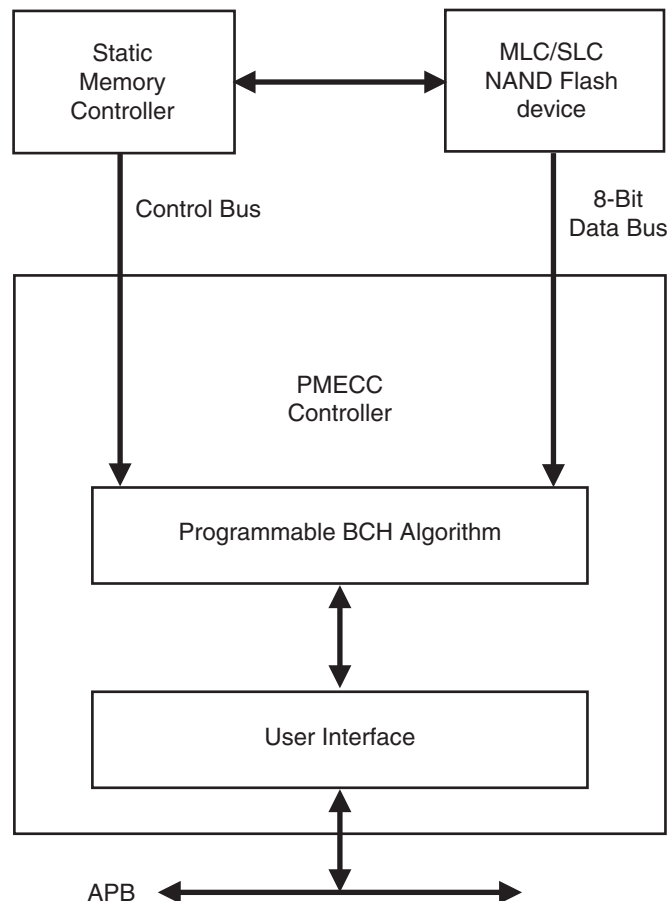 Static
Memory
Controller
MLC/SLC
NAND Flash
device
Control Bus
8-Bit
Data Bus
PMECC
Controller
Programmable BCH Algorithm
User Interface
APB